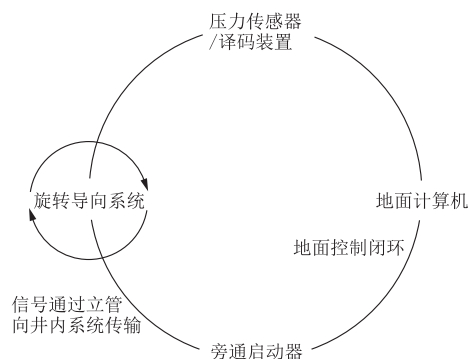 压力传感器
/译码装置
旋转导向系统
地面计算机
地面控制闭环
信号通过立管
向井内系统传输
旁通启动器